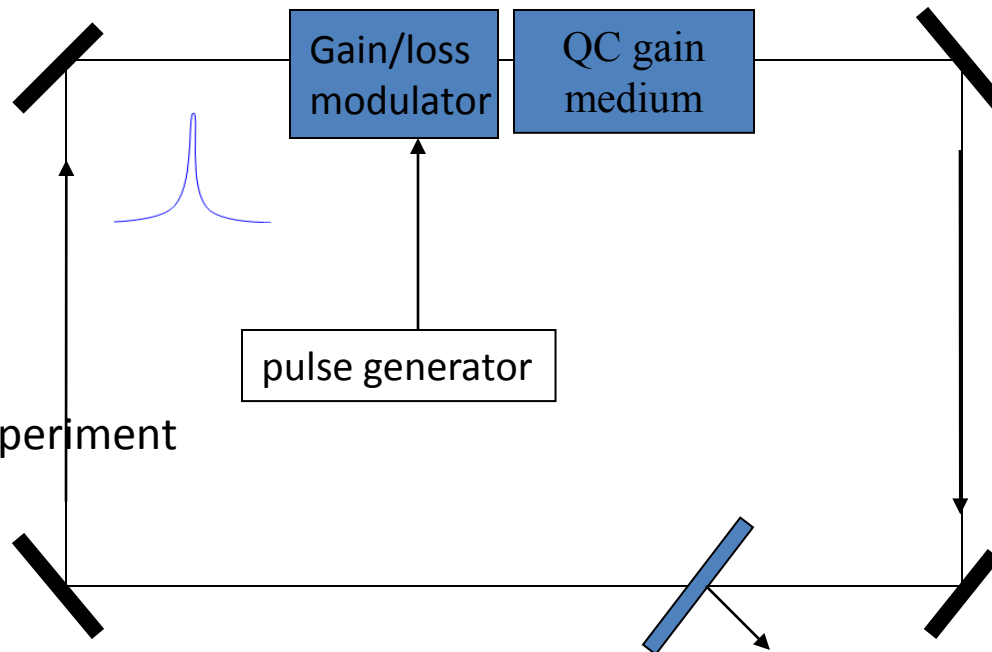 Gain/loss
modulator
QC gain
medium
pulse generator
periment